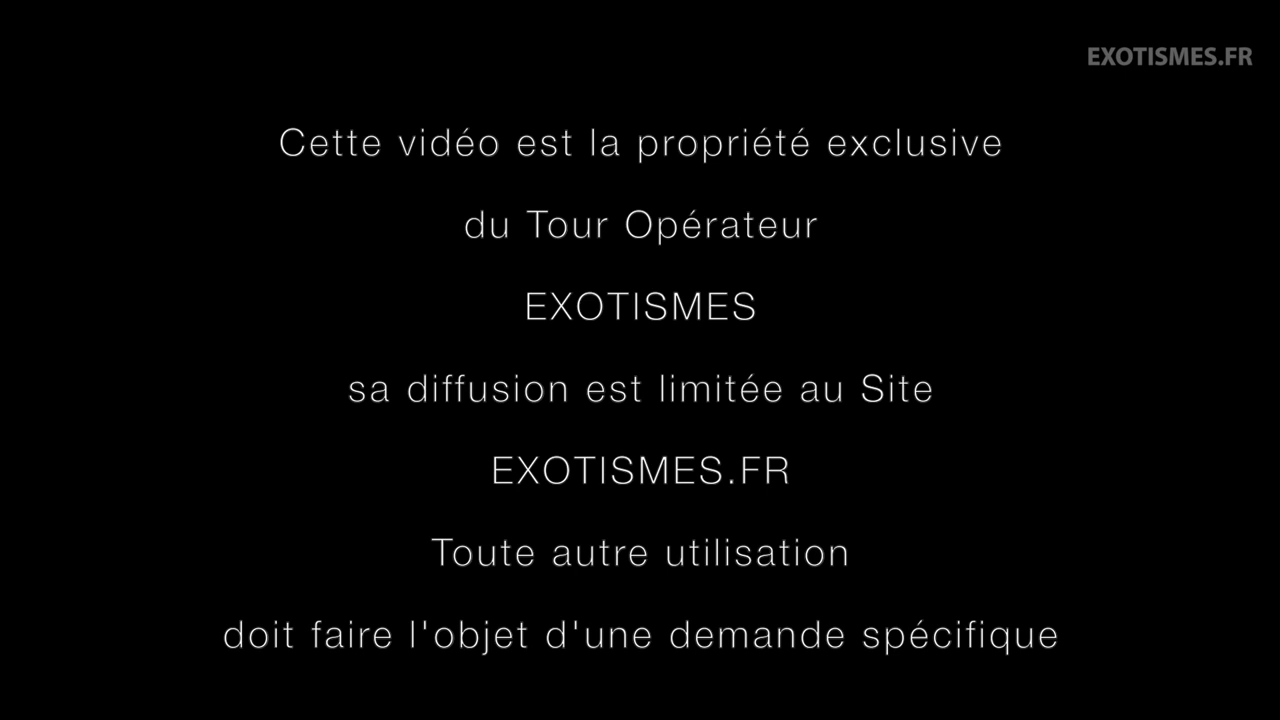 EXOTISMES.FR
Cette vidéo est la propriété exclusive
du Tour Opérateur
EXOTISMES
sa diffusion est limitée au Site
EXOTISMES.FR
Toute autre utilisation
doit faire l'objet d'une demande spécifique